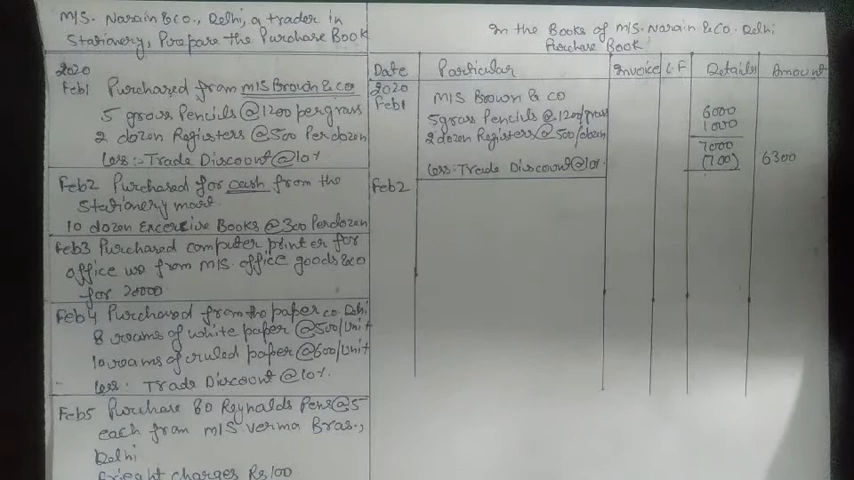 M/S. Narain & Co., Delhi, a trader in
Stationery, Prepare the Purchase Book
2020
Feb1 Purchased from M/S Brown & Co
5 gross Pencils @ 1200 per gross
2 dozen Registers @ 500 Per dozen
Less :- Trade Discount @ 10%
Feb2 Purchased for cash from the
Stationery mart
10 dozen Excercive Books @ 300 Per dozen
Feb3 Purchased computer printer for
office use from M/S. office goods & co
for 20000
Feb4 Purchased from the paper co. Delhi
8 reams of white paper @ 500/Unit
10 reams of ruled paper @ 600/Unit
Less: Trade Discount @ 10%
Feb5 Purchase 80 Reynalds Pens @ 5
each from M/S Verma Bros.,
Delhi
freight charges Rs 100
In the Books of M/S. Narain & Co. Delhi
Purchase Book
Date Particular Invoice L.F Details Amount
2020
Feb1 M/S Brown & Co
5 gross Pencils @ 1200/gross 6000
2 dozen Registers @ 500/dozen 1000
7000
Less: Trade Discount @ 10% (700) 6300
Feb2